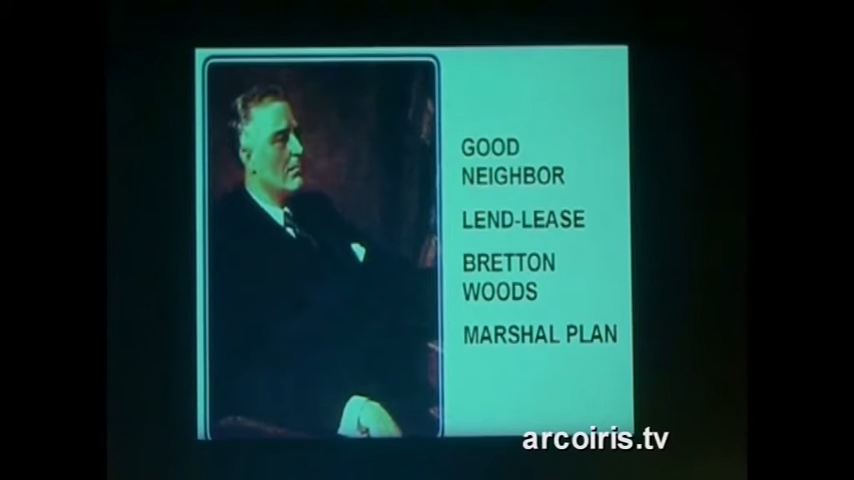 GOOD
NEIGHBOR
LEND-LEASE
BRETTON
WOODS
MARSHAL PLAN
arcoiris.tv